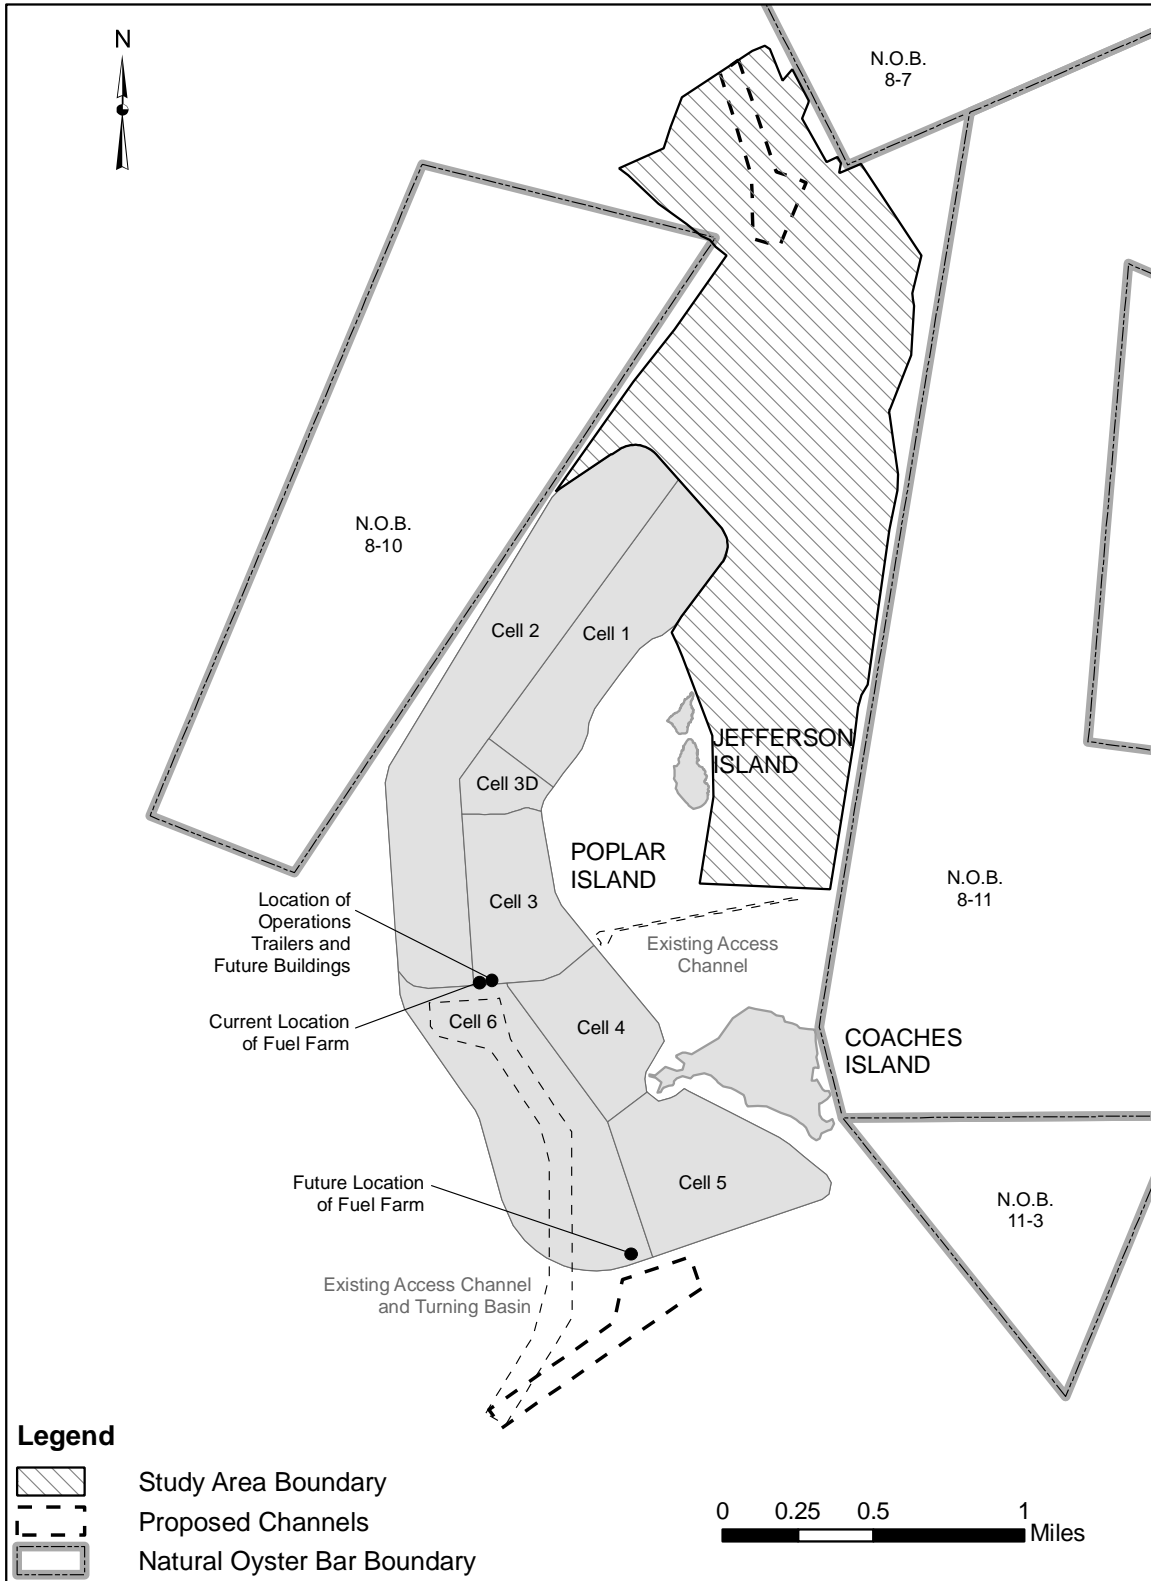 N
N.O.B.
8-7
N.O.B.
8-10
Cell 2
Cell 1
JEFFERSON
ISLAND
Cell 3D
POPLAR
ISLAND
N.O.B.
8-11
Location of
Operations
Trailers and
Future Buildings
Cell 3
Existing Access
Channel
Current Location
of Fuel Farm
Cell 6
Cell 4
COACHES
ISLAND
Future Location
of Fuel Farm
Cell 5
N.O.B.
11-3
Existing Access Channel
and Turning Basin
Legend
Study Area Boundary
Proposed Channels
Natural Oyster Bar Boundary
0 0.25 0.5 1
Miles